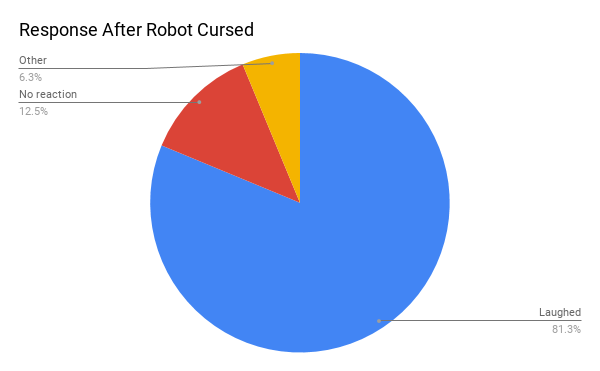 Response After Robot Cursed
Other
6.3%
No reaction
12.5%
Laughed
81.3%